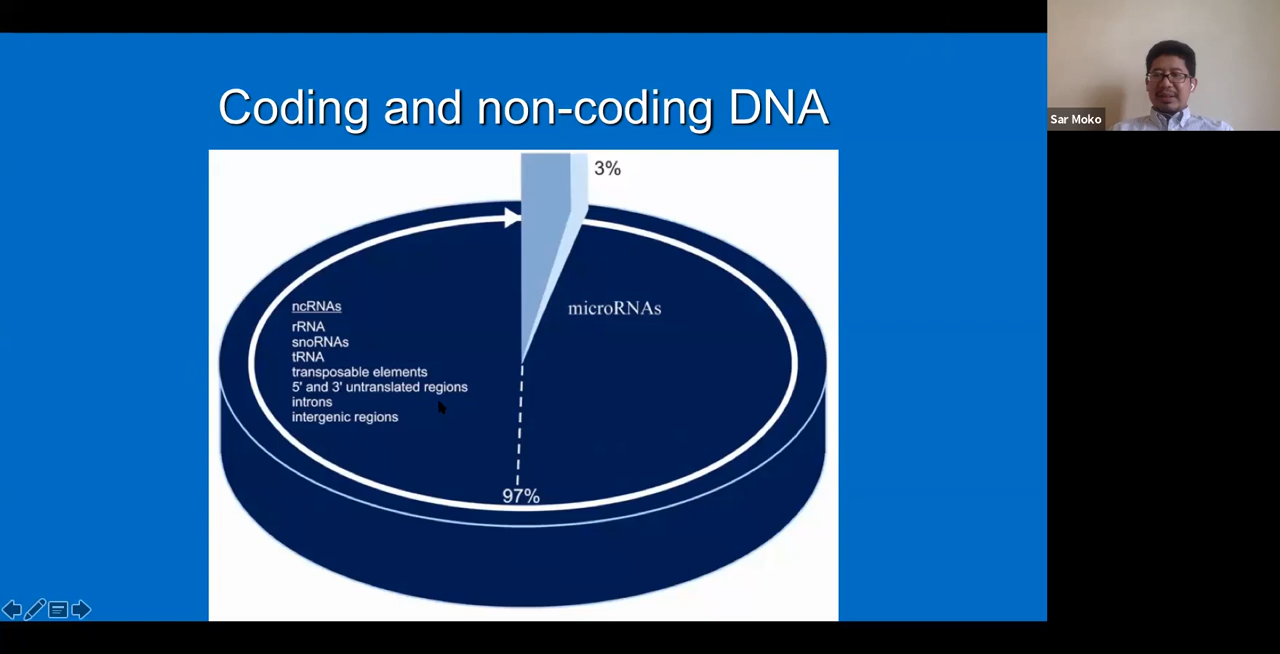 Coding and non-coding DNA
3%
ncRNAs
rRNA
snoRNAs
tRNA
transposable elements
5' and 3' untranslated regions
introns
intergenic regions
microRNAs
97%
Sar Moko